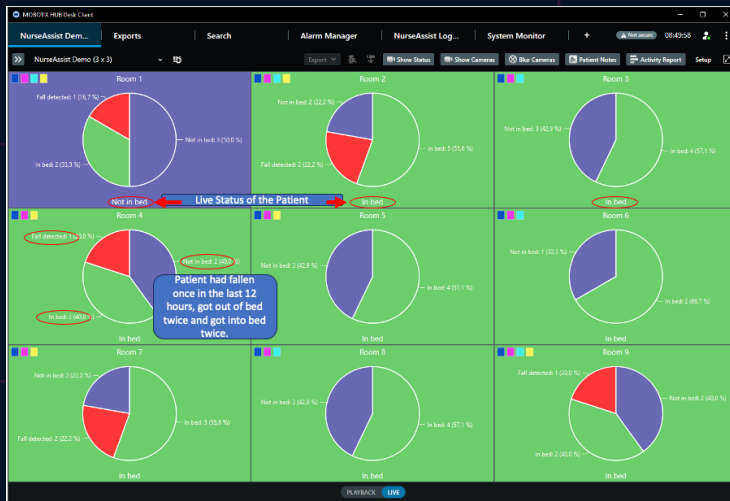 MOBOTIX HUB Desk Client
NurseAssist Dem... Exports Search Alarm Manager NurseAssist Log... System Monitor + Not secure 08:49:58
NurseAssist Demo (3 x 3) Export Show Status Show Cameras Blur Cameras Patient Notes Activity Report Setup
Room 1
Fall detected: 1 (16,7 %)
Not in bed: 3 (50,0 %)
In bed: 2 (33,3 %)
Not in bed
Room 2
Not in bed: 2 (22,2 %)
In bed: 5 (55,6 %)
Fall detected: 2 (22,2 %)
In bed
Room 3
Not in bed: 3 (42,9 %)
In bed: 4 (57,1 %)
In bed
Live Status of the Patient
Room 4
Fall detected: 1 (20,0 %)
Not in bed: 2 (40,0 %)
In bed: 2 (40,0 %)
Patient had fallen
once in the last 12
hours, got out of bed
twice and got into bed
twice.
Room 5
Not in bed: 3 (42,9 %)
In bed: 4 (57,1 %)
In bed
Room 6
Not in bed: 1 (33,3 %)
In bed: 2 (66,7 %)
In bed
Room 7
Not in bed: 2 (22,2 %)
In bed: 5 (55,6 %)
Fall detected: 2 (22,2 %)
In bed
Room 8
Not in bed: 3 (42,9 %)
In bed: 4 (57,1 %)
In bed
Room 9
Fall detected: 1 (20,0 %)
Not in bed: 2 (40,0 %)
In bed: 2 (40,0 %)
In bed
PLAYBACK LIVE